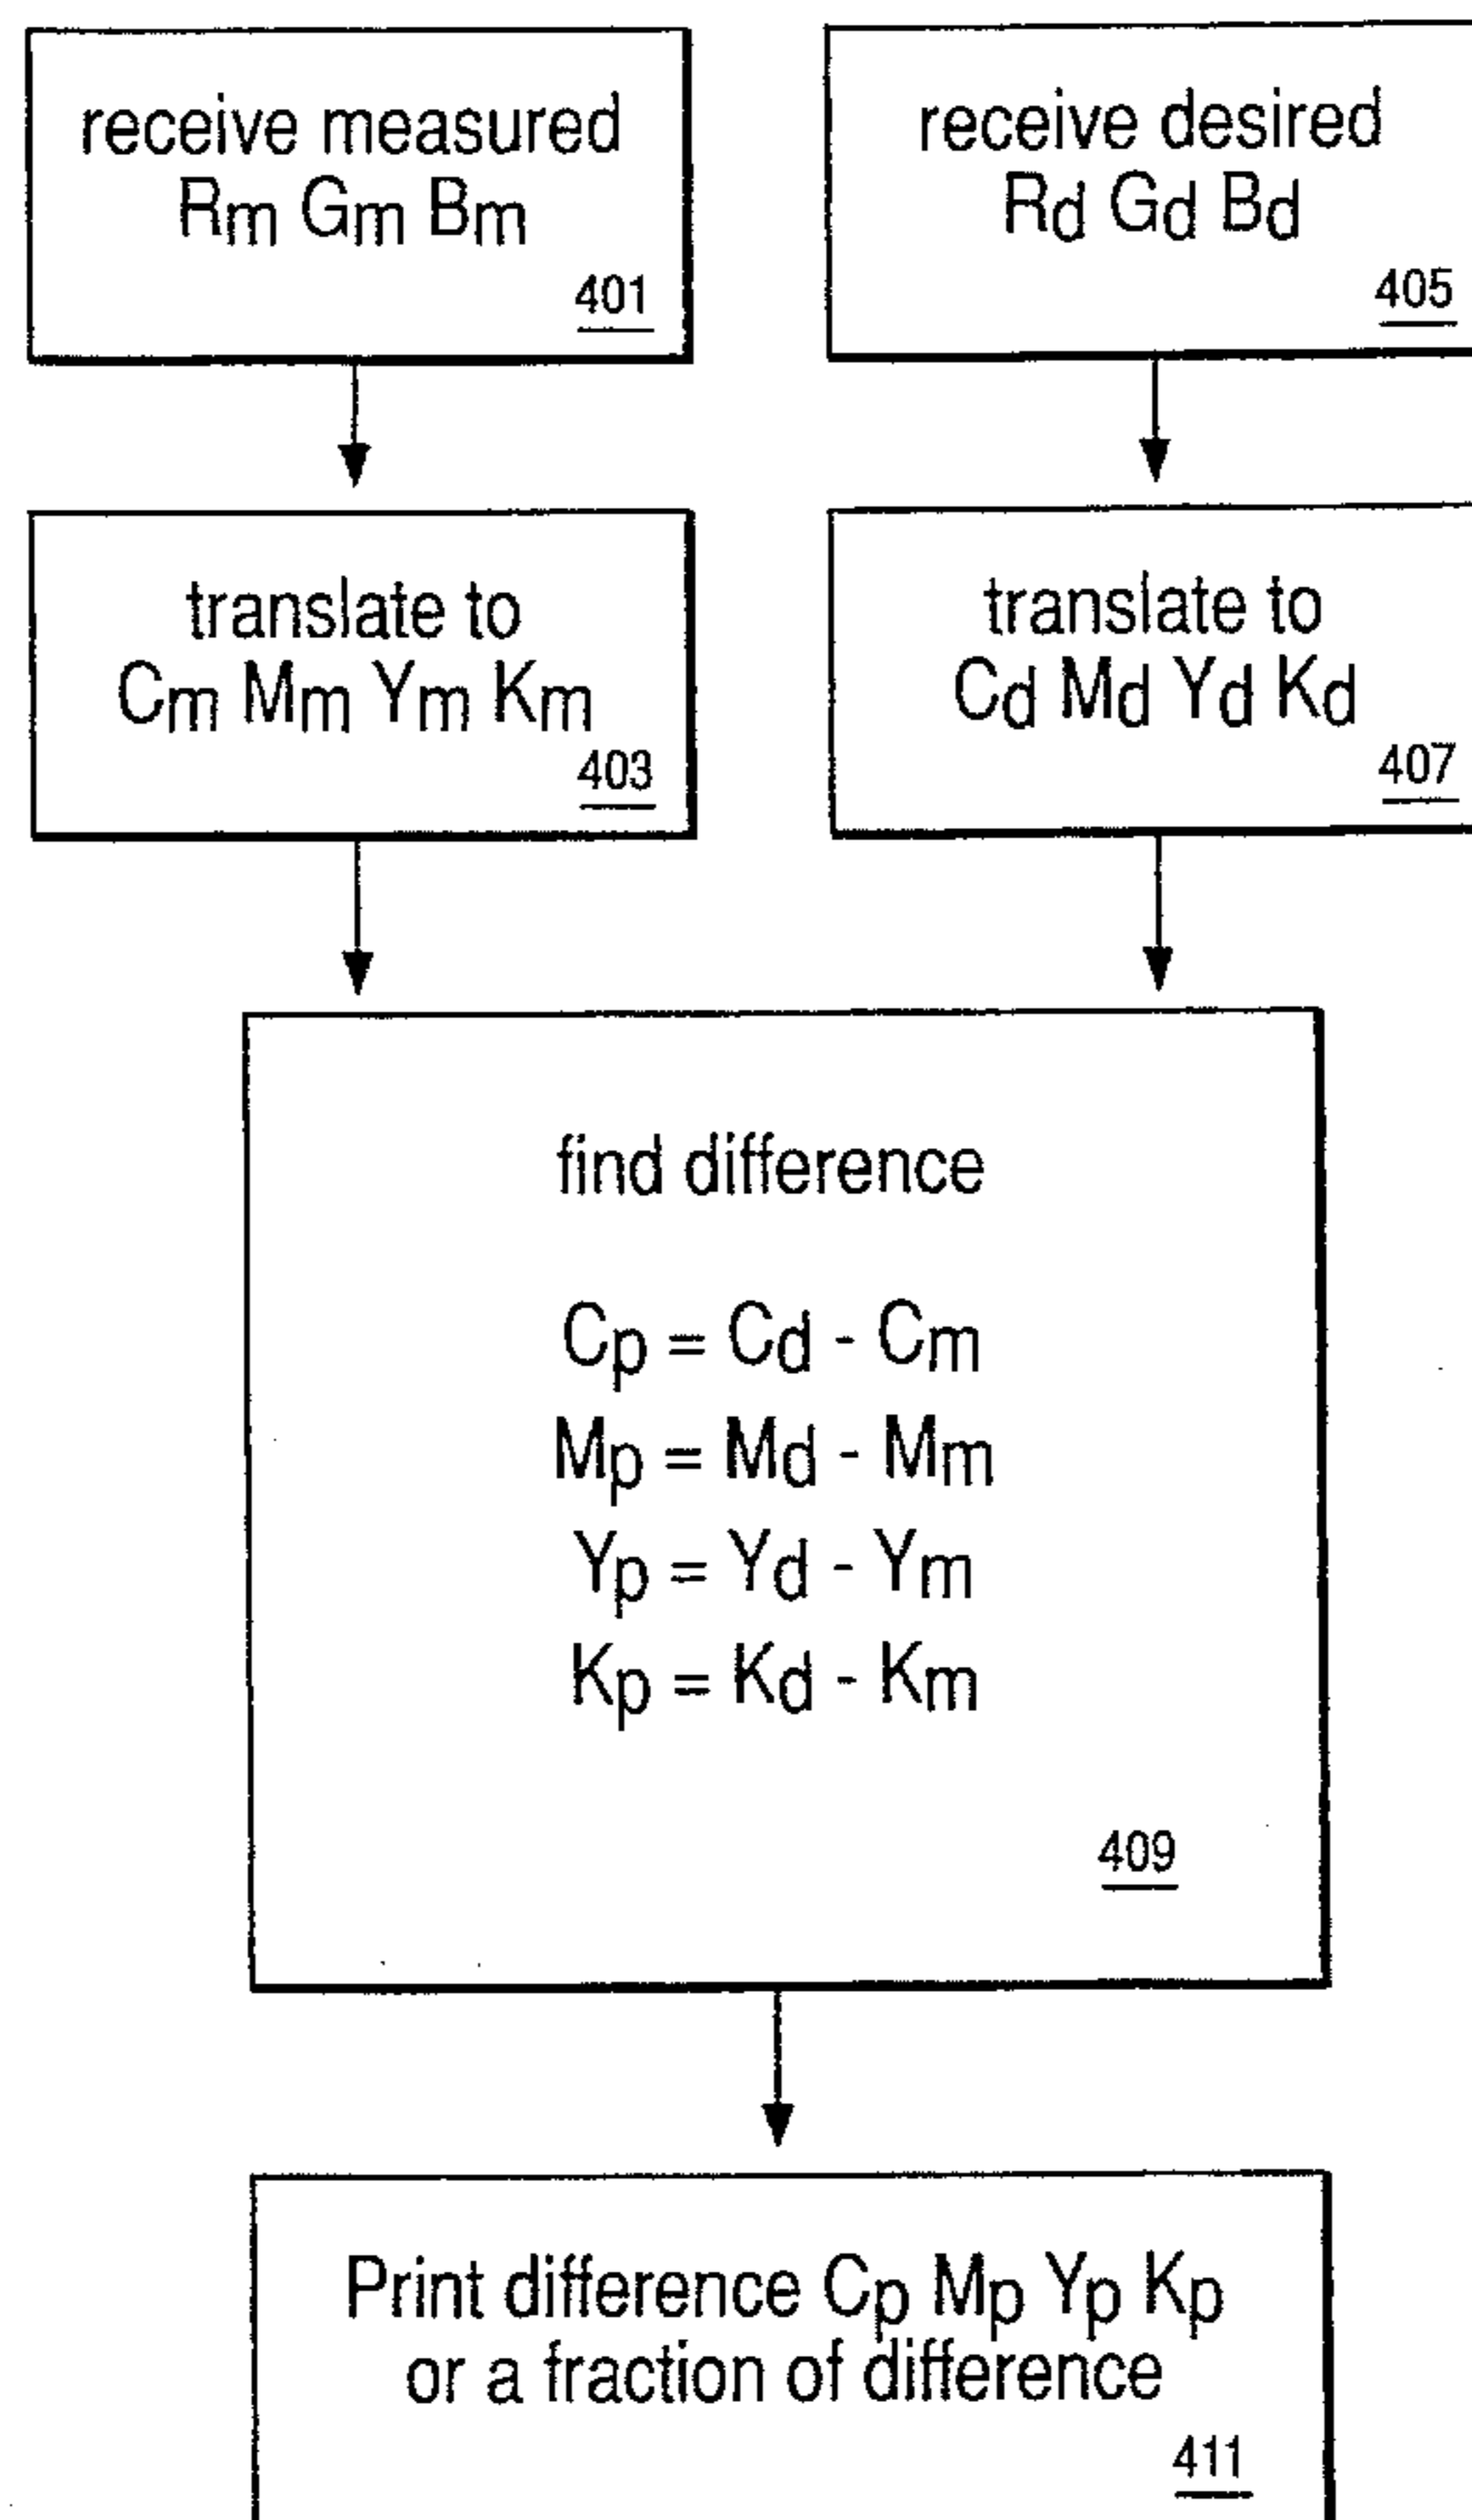 receive measured
Rm Gm Bm
401
receive desired
Rd Gd Bd
405
translate to
Cm Mm Ym Km
403
translate to
Cd Md Yd Kd
407
find difference
Cp = Cd - Cm
Mp = Md - Mm
Yp = Yd - Ym
Kp = Kd - Km
409
Print difference Cp Mp Yp Kp
or a fraction of difference
411